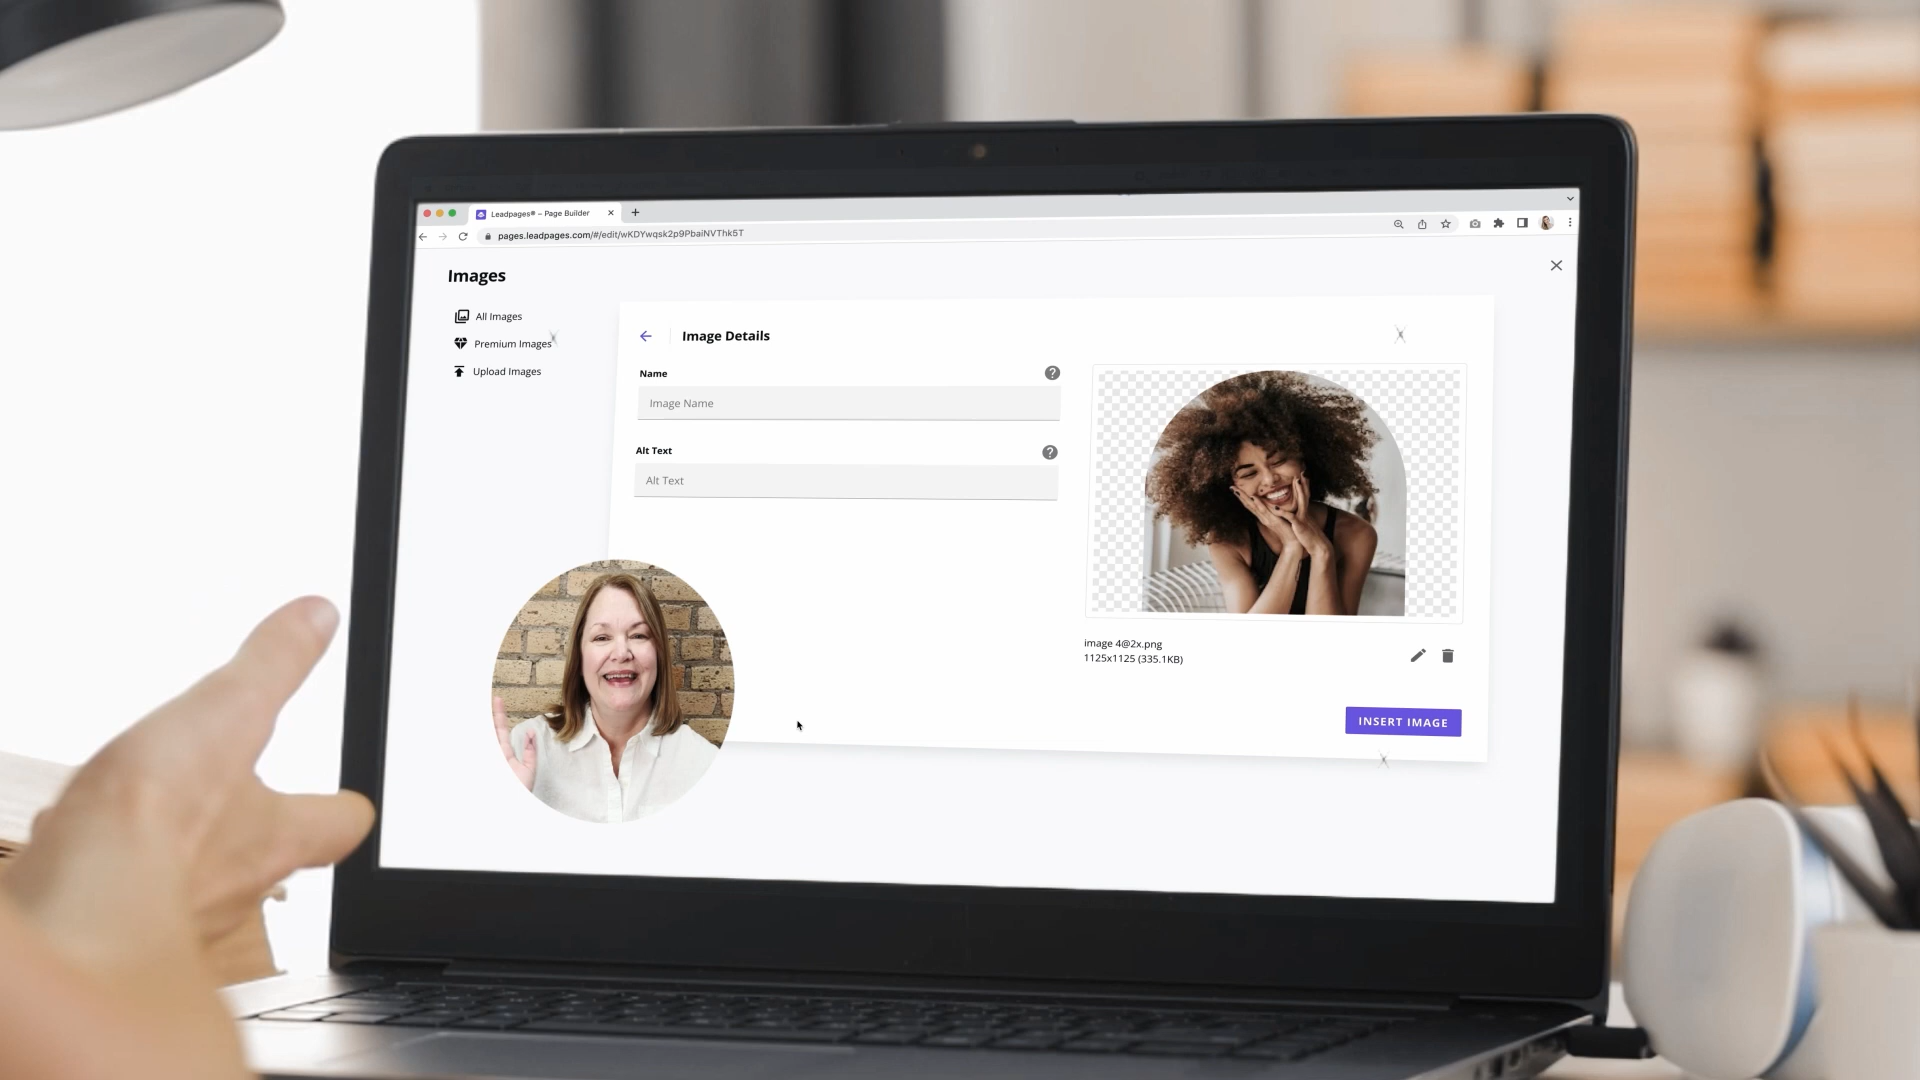 Leadpages® – Page Builder
pages.leadpages.com/#/edit/wKDYwqsk2p9PbaiNVThk5T
Images
All Images
Premium Images
Upload Images
Image Details
Name
Image Name
Alt Text
Alt Text
image 4@2x.png
1125x1125 (335.1KB)
INSERT IMAGE